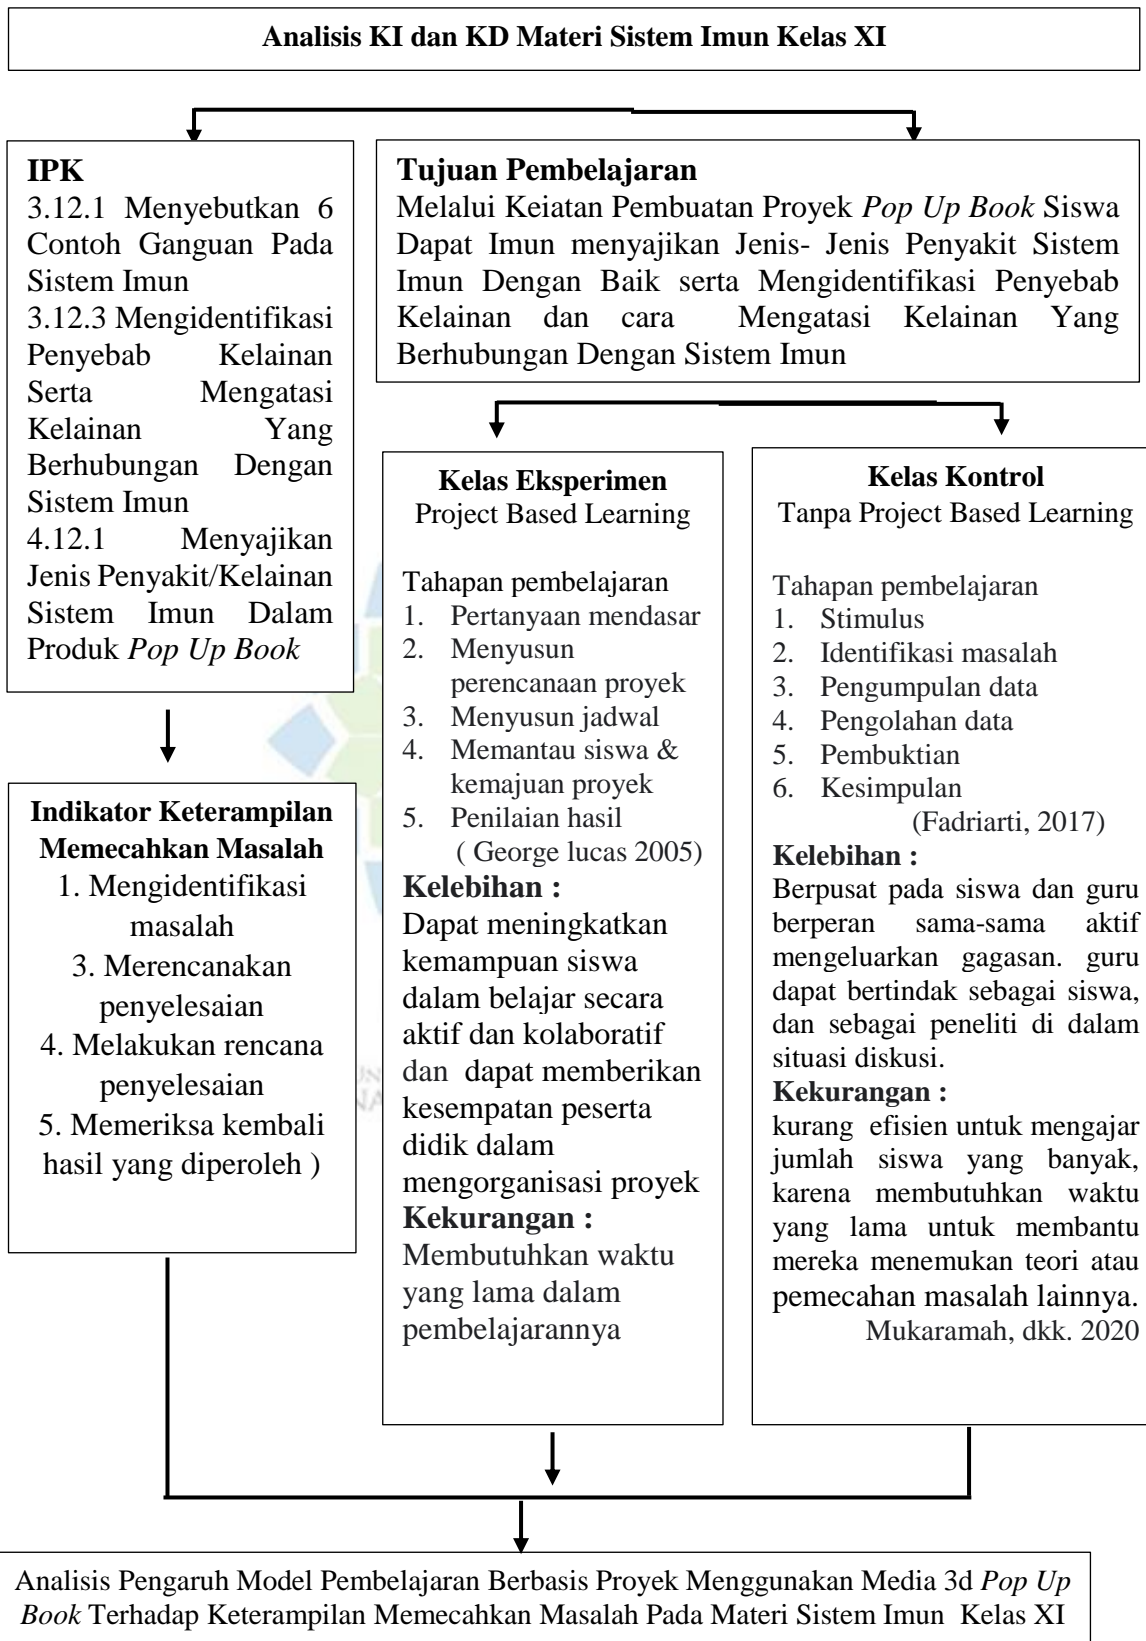 Analisis KI dan KD Materi Sistem Imun Kelas XI
IPK
3.12.1 Menyebutkan 6
Contoh Ganguan Pada
Sistem Imun
3.12.3 Mengidentifikasi
Penyebab Kelainan
Serta Mengatasi
Kelainan Yang
Berhubungan Dengan
Sistem Imun
4.12.1 Menyajikan
Jenis Penyakit/Kelainan
Sistem Imun Dalam
Produk Pop Up Book
Tujuan Pembelajaran
Melalui Keiatan Pembuatan Proyek Pop Up Book Siswa
Dapat Imun menyajikan Jenis- Jenis Penyakit Sistem
Imun Dengan Baik serta Mengidentifikasi Penyebab
Kelainan dan cara Mengatasi Kelainan Yang
Berhubungan Dengan Sistem Imun
Indikator Keterampilan
Memecahkan Masalah
1. Mengidentifikasi
masalah
3. Merencanakan
penyelesaian
4. Melakukan rencana
penyelesaian
5. Memeriksa kembali
hasil yang diperoleh )
Kelas Eksperimen
Project Based Learning
Tahapan pembelajaran
1. Pertanyaan mendasar
2. Menyusun
perencanaan proyek
3. Menyusun jadwal
4. Memantau siswa &
kemajuan proyek
5. Penilaian hasil
( George lucas 2005)
Kelebihan :
Dapat meningkatkan
kemampuan siswa
dalam belajar secara
aktif dan kolaboratif
dan dapat memberikan
kesempatan peserta
didik dalam
mengorganisasi proyek
Kekurangan :
Membutuhkan waktu
yang lama dalam
pembelajarannya
Kelas Kontrol
Tanpa Project Based Learning
Tahapan pembelajaran
1. Stimulus
2. Identifikasi masalah
3. Pengumpulan data
4. Pengolahan data
5. Pembuktian
6. Kesimpulan
(Fadriarti, 2017)
Kelebihan :
Berpusat pada siswa dan guru
berperan sama-sama aktif
mengeluarkan gagasan. guru
dapat bertindak sebagai siswa,
dan sebagai peneliti di dalam
situasi diskusi.
Kekurangan :
kurang efisien untuk mengajar
jumlah siswa yang banyak,
karena membutuhkan waktu
yang lama untuk membantu
mereka menemukan teori atau
pemecahan masalah lainnya.
Mukaramah, dkk. 2020
Analisis Pengaruh Model Pembelajaran Berbasis Proyek Menggunakan Media 3d Pop Up
Book Terhadap Keterampilan Memecahkan Masalah Pada Materi Sistem Imun Kelas XI